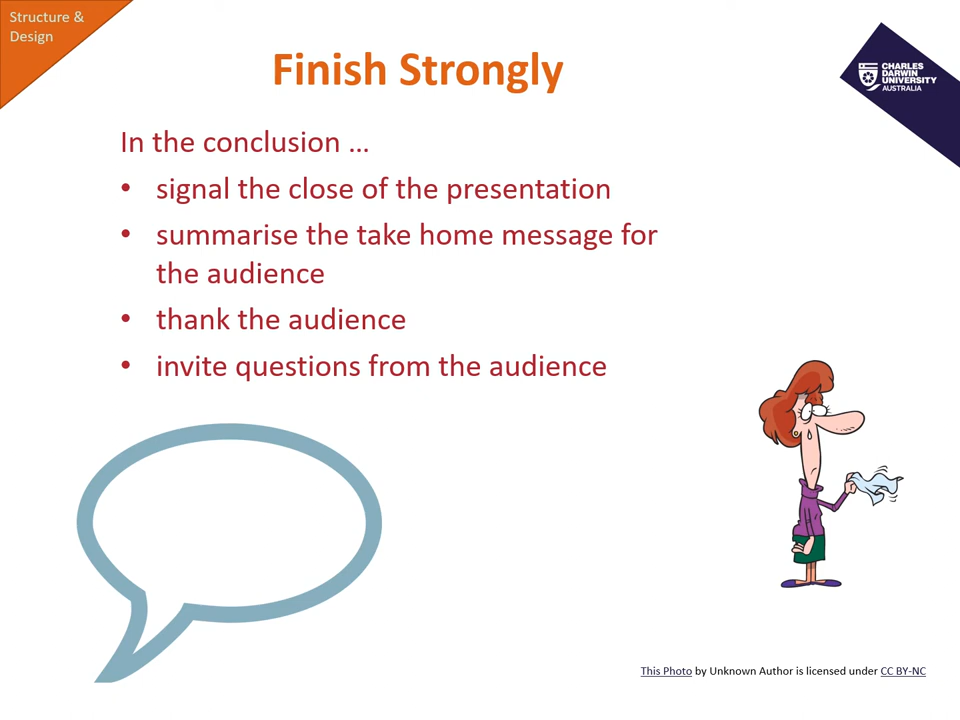 Structure &
Design
Finish Strongly
CHARLES
DARWIN
UNIVERSITY
AUSTRALIA
In the conclusion …
• signal the close of the presentation
• summarise the take home message for
the audience
• thank the audience
• invite questions from the audience
This Photo by Unknown Author is licensed under CC BY-NC